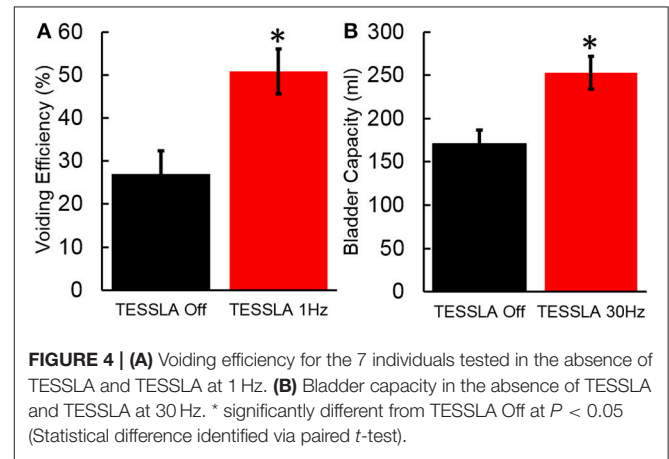 A
60
50
40
30
20
10
0
Voiding Efficiency (%)
*
TESSLA Off TESSLA 1Hz
B
300
250
200
150
100
50
0
Bladder Capacity (ml)
*
TESSLA Off TESSLA 30Hz
FIGURE 4 | (A) Voiding efficiency for the 7 individuals tested in the absence of
TESSLA and TESSLA at 1 Hz. (B) Bladder capacity in the absence of TESSLA
and TESSLA at 30 Hz. * significantly different from TESSLA Off at P < 0.05
(Statistical difference identified via paired t-test).